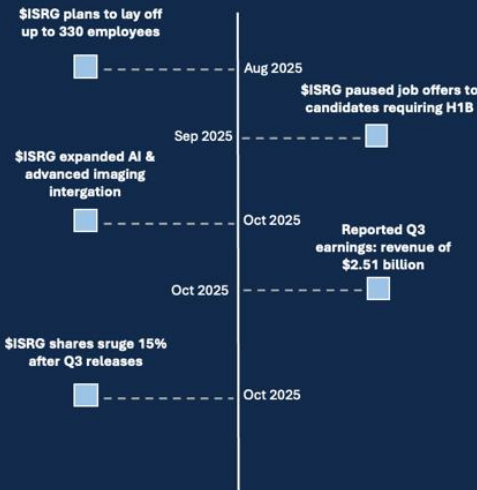 $ISRG plans to lay off
up to 330 employees
Aug 2025
$ISRG paused job offers to
candidates requiring H1B
Sep 2025
$ISRG expanded AI &
advanced imaging
intergation
Oct 2025
Reported Q3
earnings: revenue of
$2.51 billion
Oct 2025
$ISRG shares sruge 15%
after Q3 releases
Oct 2025